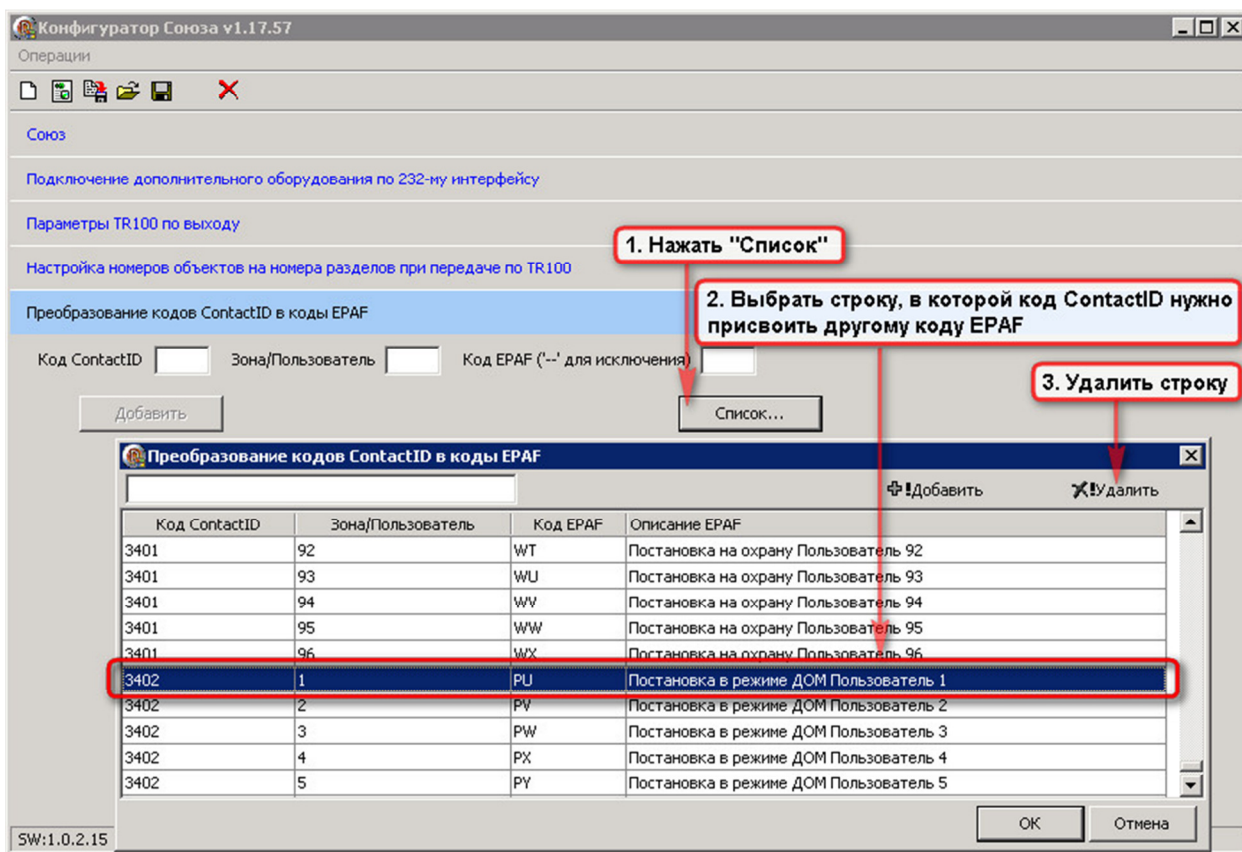 Конфигуратор Союза v1.17.57
Операции
Союз
Подключение дополнительного оборудования по 232-му интерфейсу
Параметры TR100 по выходу
1. Нажать "Список"
Настройка номеров объектов на номера разделов при передаче по TR100
2. Выбрать строку, в которой код ContactID нужно
присвоить другому коду EPAF
Преобразование кодов ContactID в коды EPAF
Код ContactID Зона/Пользователь Код EPAF ('--' для исключения)
3. Удалить строку
Добавить Список...
Преобразование кодов ContactID в коды EPAF
!Добавить !Удалить
Код ContactID Зона/Пользователь Код EPAF Описание EPAF
3401 92 WT Постановка на охрану Пользователь 92
3401 93 WU Постановка на охрану Пользователь 93
3401 94 WV Постановка на охрану Пользователь 94
3401 95 WW Постановка на охрану Пользователь 95
3401 96 WX Постановка на охрану Пользователь 96
3402 1 PU Постановка в режиме ДОМ Пользователь 1
3402 2 PV Постановка в режиме ДОМ Пользователь 2
3402 3 PW Постановка в режиме ДОМ Пользователь 3
3402 4 PX Постановка в режиме ДОМ Пользователь 4
3402 5 PY Постановка в режиме ДОМ Пользователь 5
OK Отмена
SW:1.0.2.15